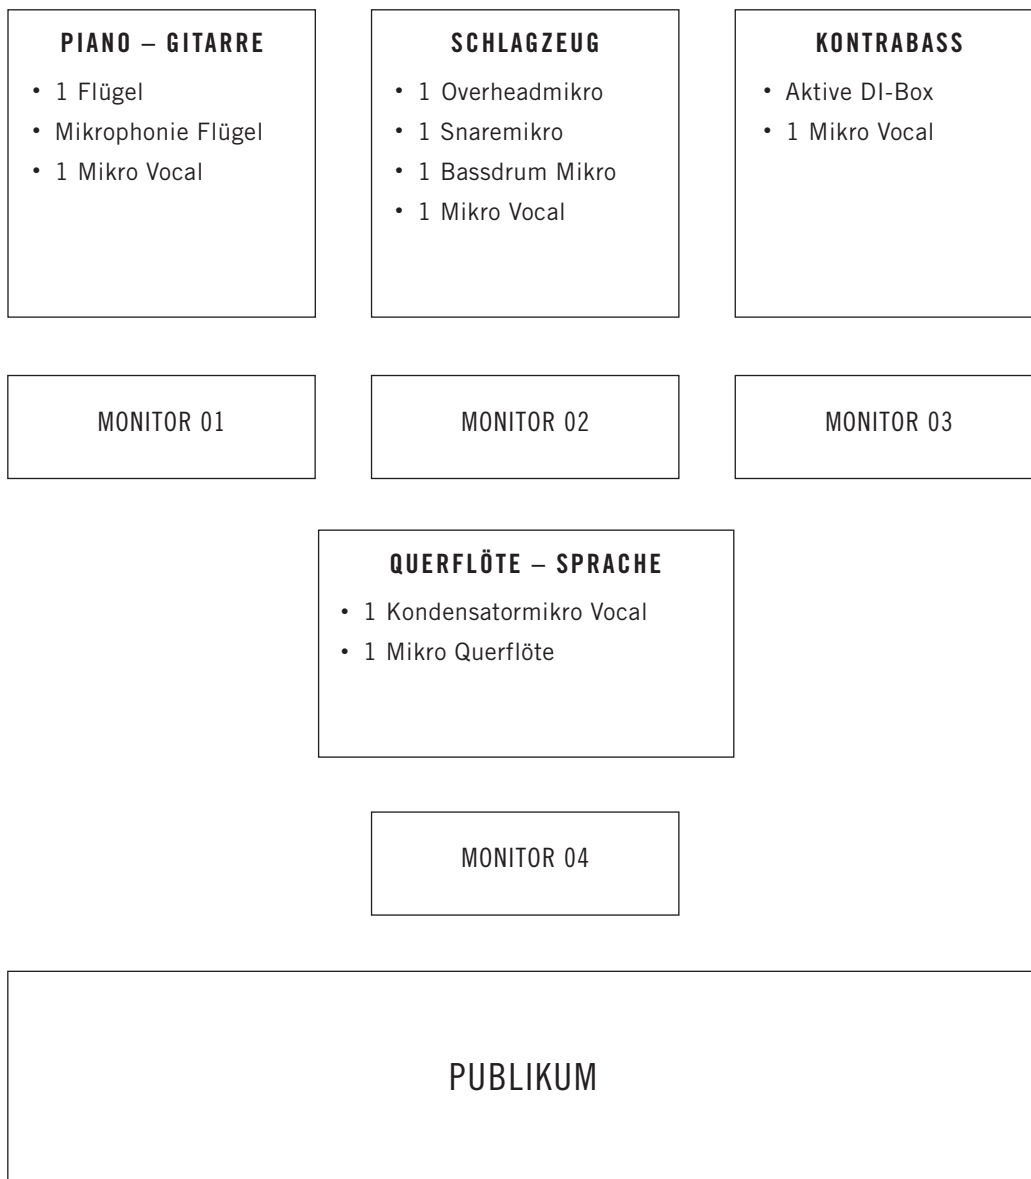 PIANO – GITARRE
• 1 Flügel
• Mikrophonie Flügel
• 1 Mikro Vocal
SCHLAGZEUG
• 1 Overheadmikro
• 1 Snaremikro
• 1 Bassdrum Mikro
• 1 Mikro Vocal
KONTRABASS
• Aktive DI-Box
• 1 Mikro Vocal
MONITOR 01
MONITOR 02
MONITOR 03
QUERFLÖTE – SPRACHE
• 1 Kondensatormikro Vocal
• 1 Mikro Querflöte
MONITOR 04
PUBLIKUM